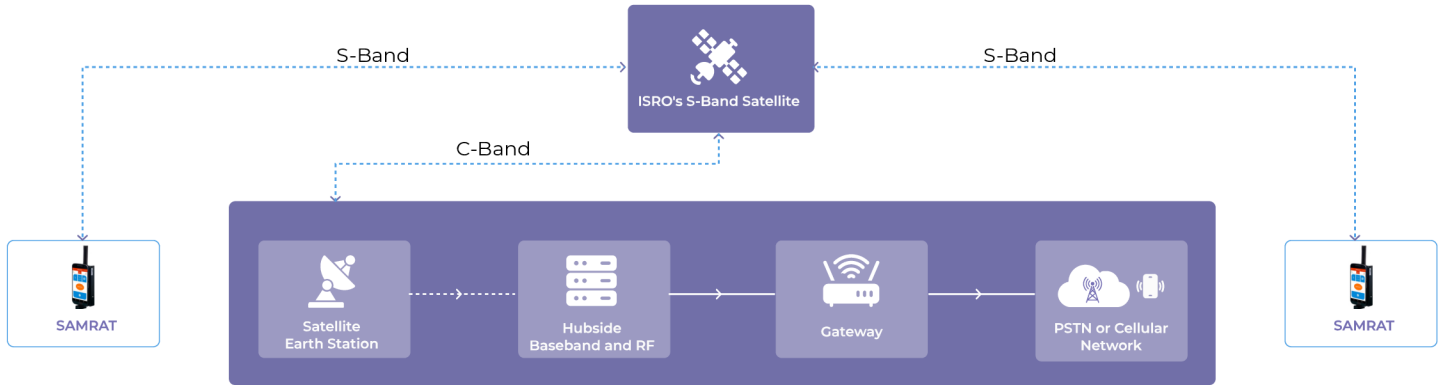 S-Band
S-Band
ISRO's S-Band Satellite
C-Band
SAMRAT
Satellite
Earth Station
Hubside
Baseband and RF
Gateway
PSTN or Cellular
Network
SAMRAT